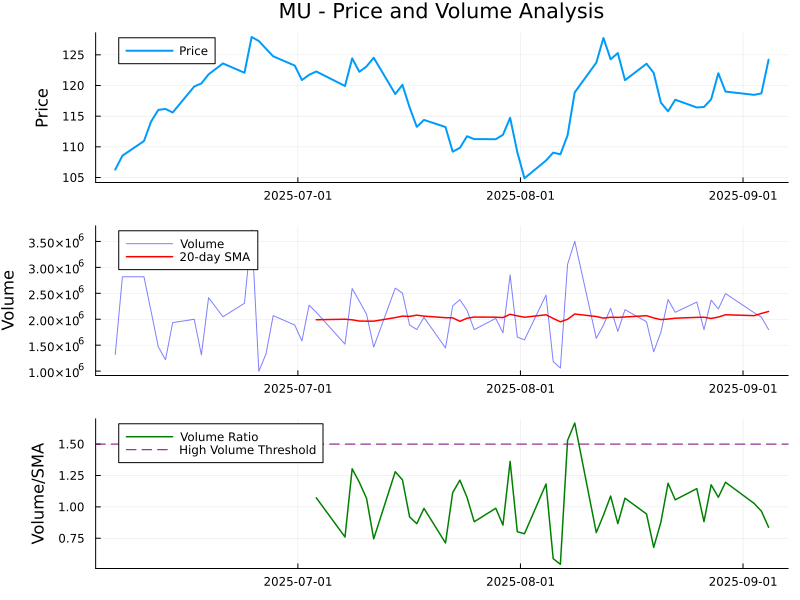 MU - Price and Volume Analysis
Price
125
120
115
110
105
Price
2025-07-01 2025-08-01 2025-09-01
Volume
20-day SMA
3.50×10⁶
3.00×10⁶
2.50×10⁶
2.00×10⁶
1.50×10⁶
1.00×10⁶
Volume
2025-07-01 2025-08-01 2025-09-01
Volume Ratio
High Volume Threshold
1.50
1.25
1.00
0.75
Volume/SMA
2025-07-01 2025-08-01 2025-09-01